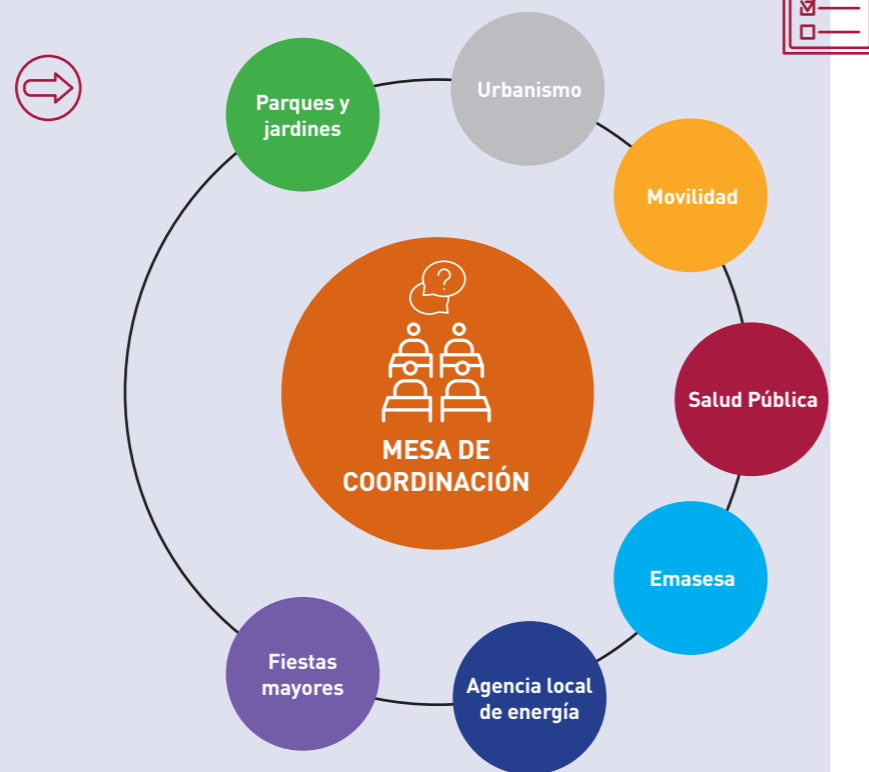 Parques y
jardines
Urbanismo
Movilidad
Salud Pública
Emasesa
Agencia local
de energía
Fiestas
mayores
?
MESA DE
COORDINACIÓN